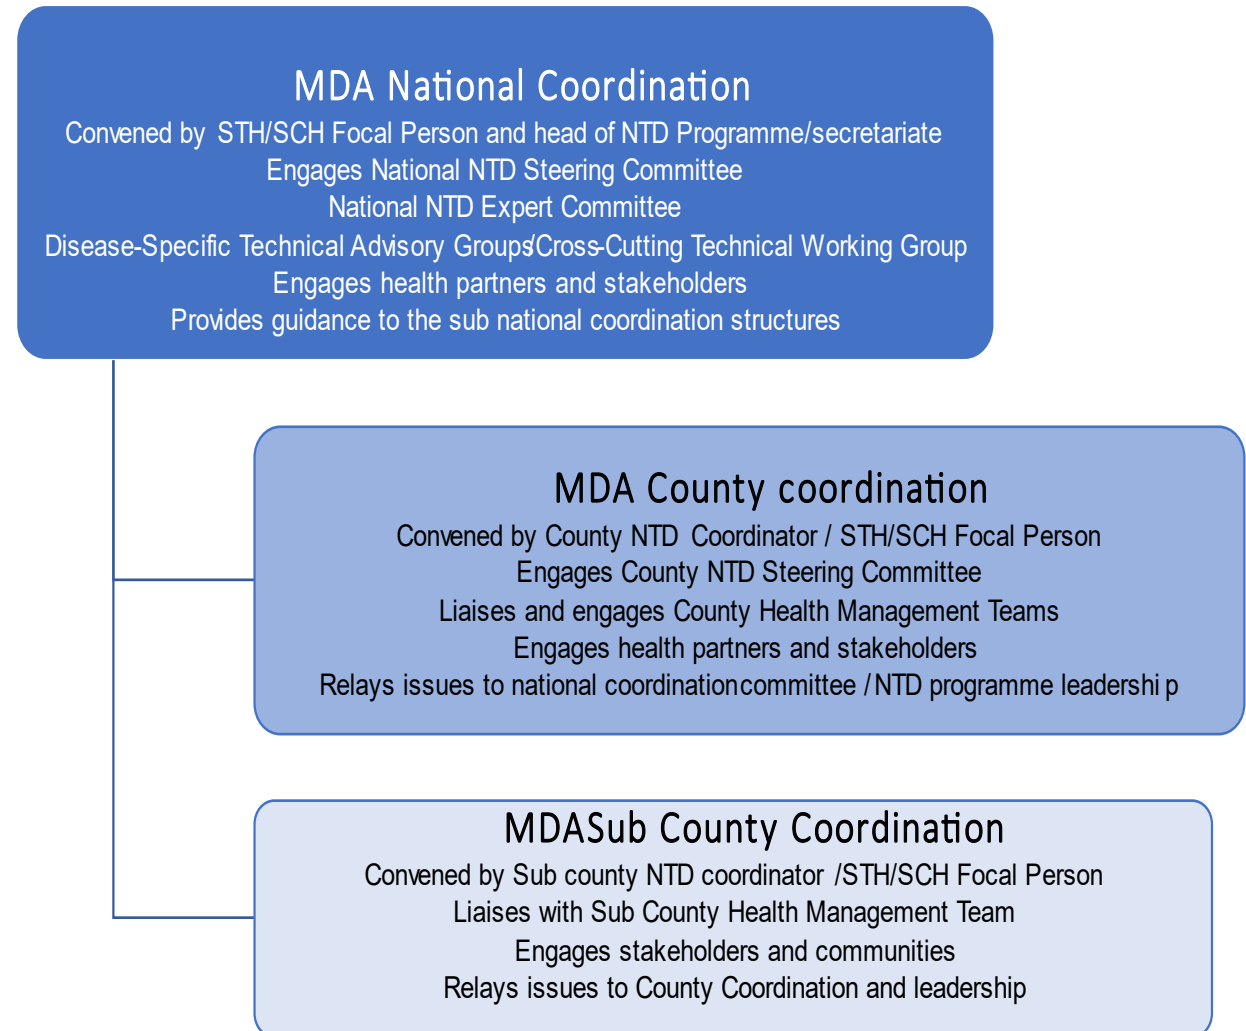 MDA National Coordination
Convened by STH/SCH Focal Person and head of NTD Programme/secretariate
Engages National NTD Steering Committee
National NTD Expert Committee
Disease-Specific Technical Advisory Groups/Cross-Cutting Technical Working Group
Engages health partners and stakeholders
Provides guidance to the sub national coordination structures
MDA County coordination
Convened by County NTD Coordinator / STH/SCH Focal Person
Engages County NTD Steering Committee
Liaises and engages County Health Management Teams
Engages health partners and stakeholders
Relays issues to national coordination committee / NTD programme leadership
MDASub County Coordination
Convened by Sub county NTD coordinator /STH/SCH Focal Person
Liaises with Sub County Health Management Team
Engages stakeholders and communities
Relays issues to County Coordination and leadership